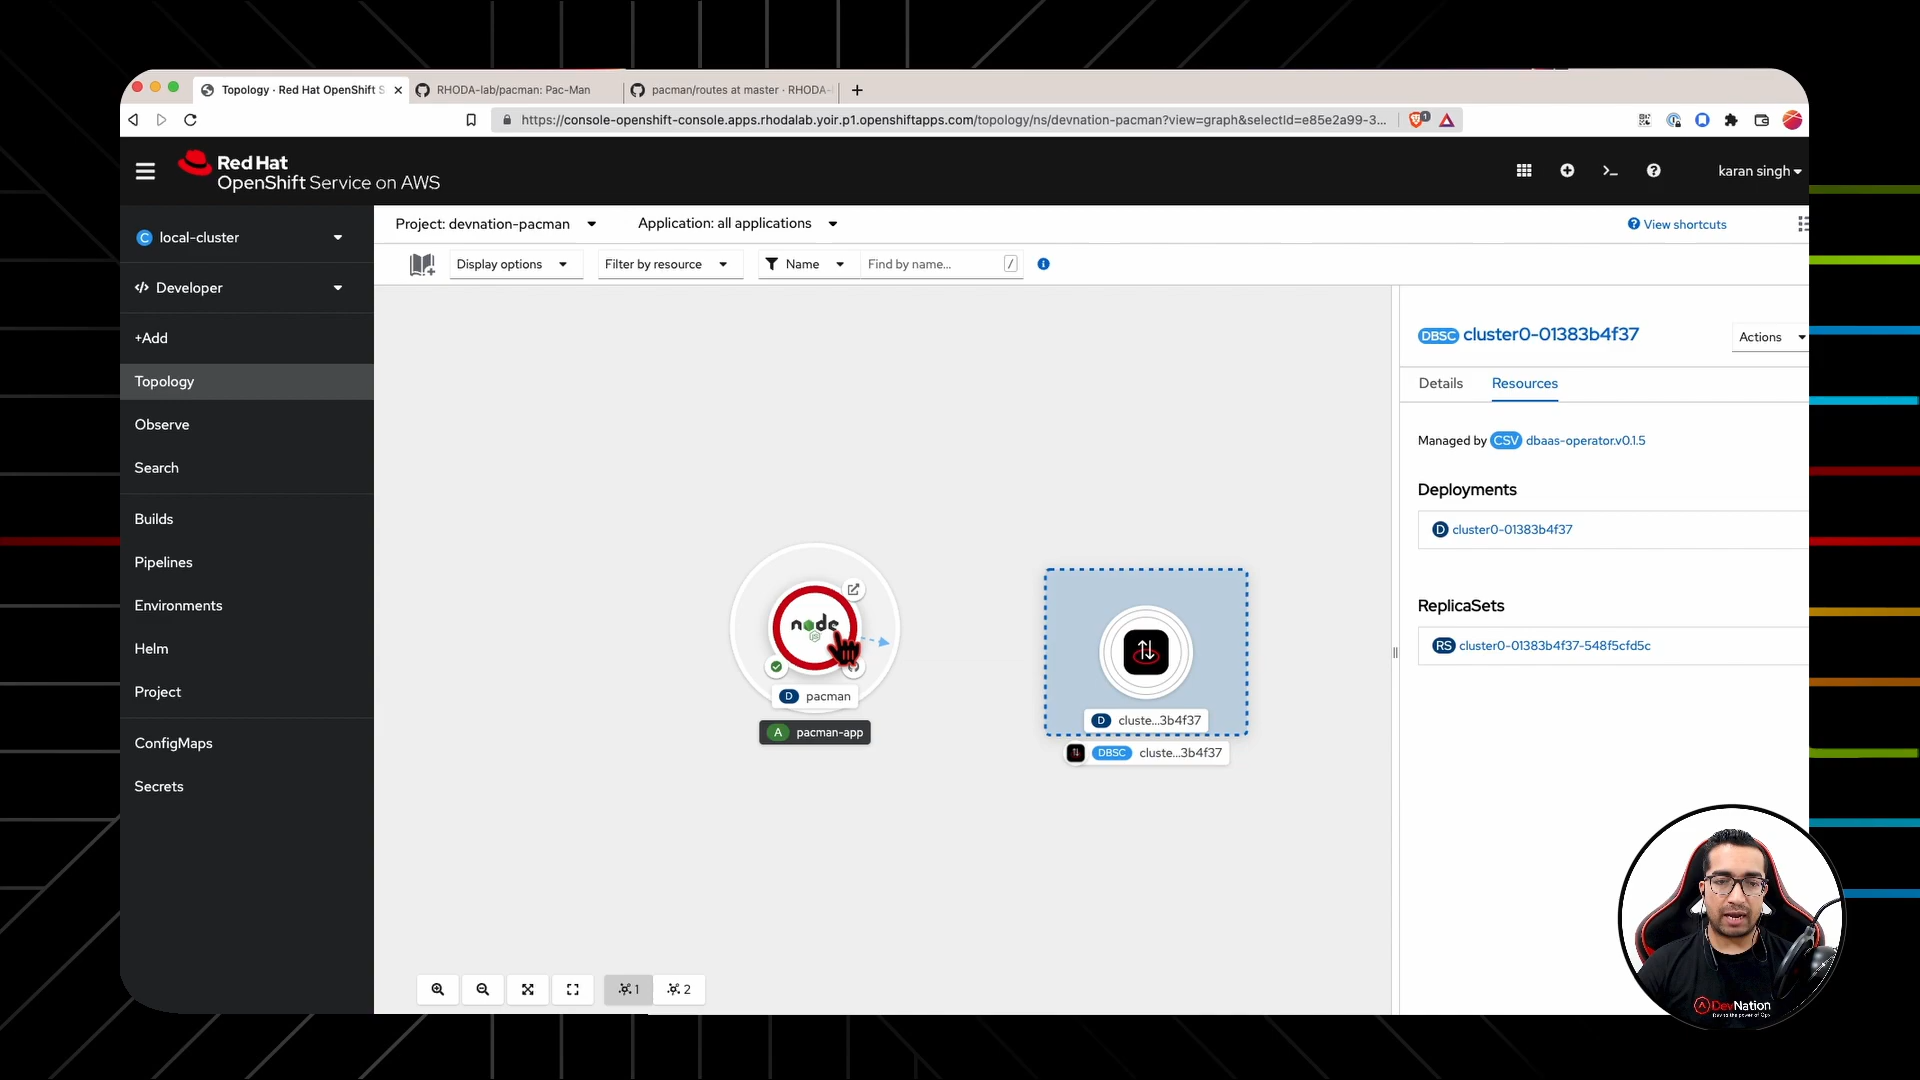 Topology · Red Hat OpenShift S
RHODA-lab/pacman: Pac-Man
pacman/routes at master · RHODA-
https://console-openshift-console.apps.rhodalab.yoir.p1.openshiftapps.com/topology/ns/devnation-pacman?view=graph&selectId=e85e2a99-3...
1
Red Hat
OpenShift Service on AWS
karan singh
C local-cluster
Project: devnation-pacman
Application: all applications
View shortcuts
Developer
Display options
Filter by resource
Name
Find by name...
/
+Add
Topology
Observe
Search
Builds
Pipelines
Environments
Helm
Project
ConfigMaps
Secrets
node
D pacman
A pacman-app
D cluste...3b4f37
DBSC cluste...3b4f37
1
2
DBSC cluster0-01383b4f37
Actions
Details
Resources
Managed by CSV dbaas-operator.v0.1.5
Deployments
D cluster0-01383b4f37
ReplicaSets
RS cluster0-01383b4f37-548f5cfd5c
DevNation